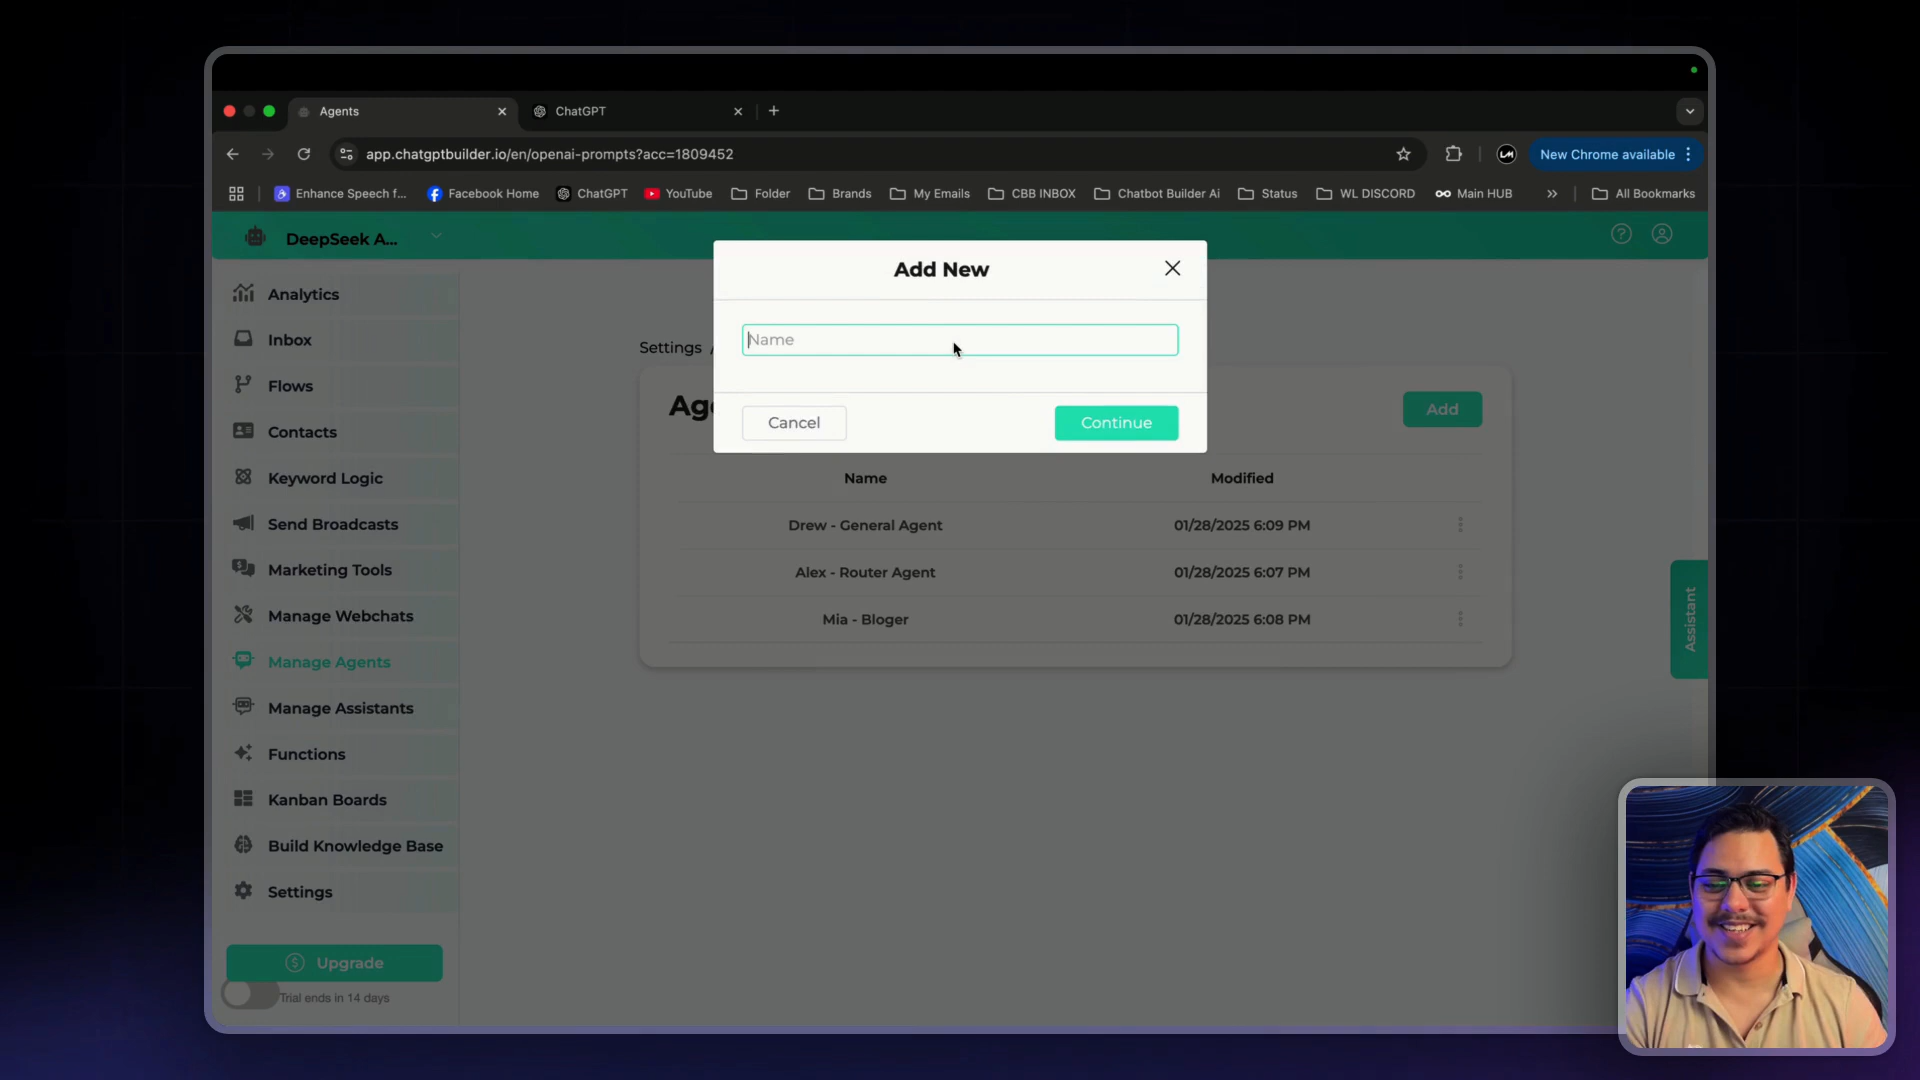 Agents
ChatGPT
app.chatgptbuilder.io/en/openai-prompts?acc=1809452
New Chrome available
Enhance Speech f...
Facebook Home
ChatGPT
YouTube
Folder
Brands
My Emails
CBB INBOX
Chatbot Builder Ai
Status
WL DISCORD
Main HUB
All Bookmarks
DeepSeek A...
Analytics
Inbox
Flows
Contacts
Keyword Logic
Send Broadcasts
Marketing Tools
Manage Webchats
Manage Agents
Manage Assistants
Functions
Kanban Boards
Build Knowledge Base
Settings
Upgrade
Trial ends in 14 days
Add New
Name
Cancel
Continue
Settings /
Age
Add
Name
Modified
Drew - General Agent
01/28/2025 6:09 PM
Alex - Router Agent
01/28/2025 6:07 PM
Mia - Bloger
01/28/2025 6:08 PM
Assistant